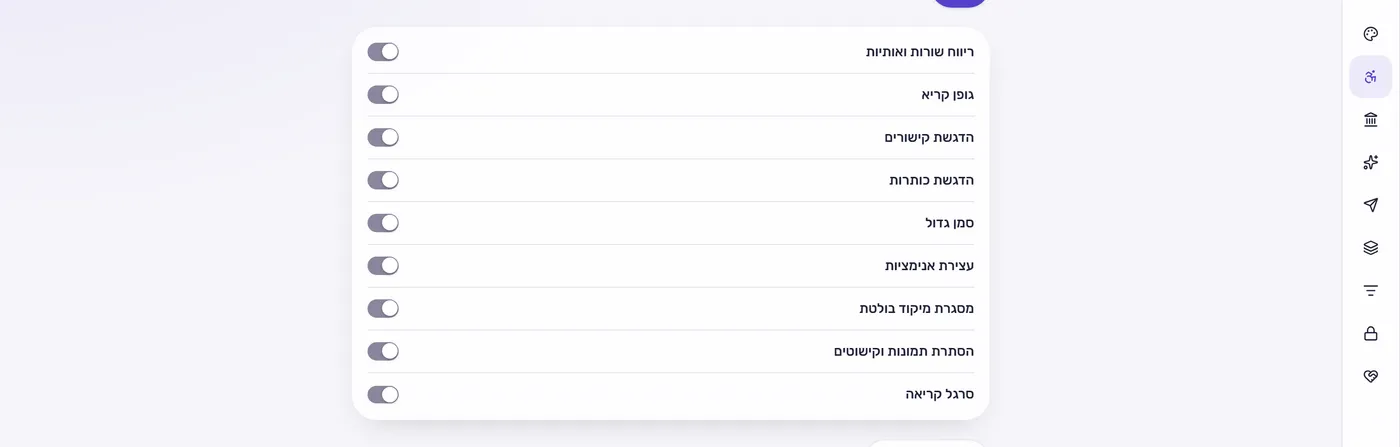 ריווח שורות ואותיות
גופן קריא
הדגשת קישורים
הדגשת כותרות
סמן גדול
עצירת אנימציות
מסגרת מיקוד בולטת
הסתרת תמונות וקישוטים
סרגל קריאה